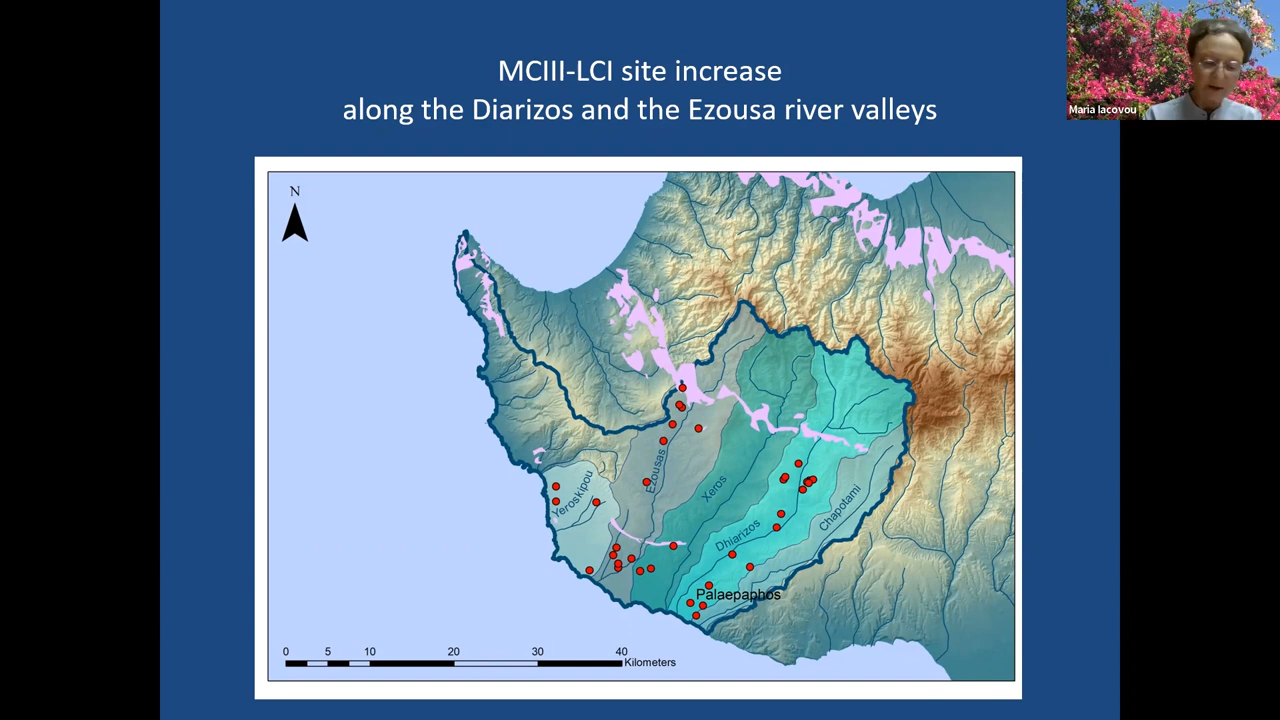 MCIII-LCI site increase
along the Diarizos and the Ezousa river valleys
Maria Iacovou
N
Ezousas
Yeroskipou
Xeros
Chapotami
Dhiarizos
Palaepaphos
0 5 10 20 30 40
Kilometers